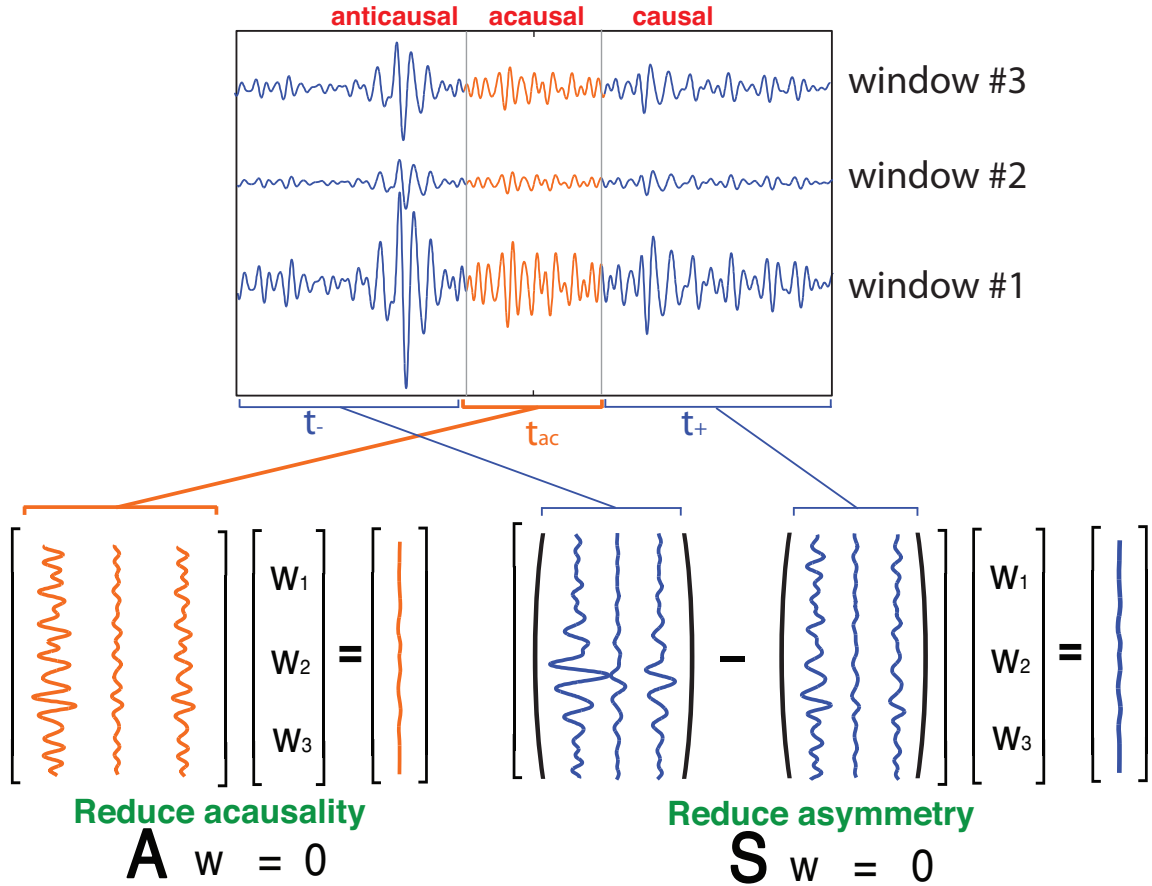 anticausal acausal causal
window #3
window #2
window #1
t- tac t+
w1 w1
w2 = – w2 =
w3 w3
Reduce acausality Reduce asymmetry
A w = 0 S w = 0